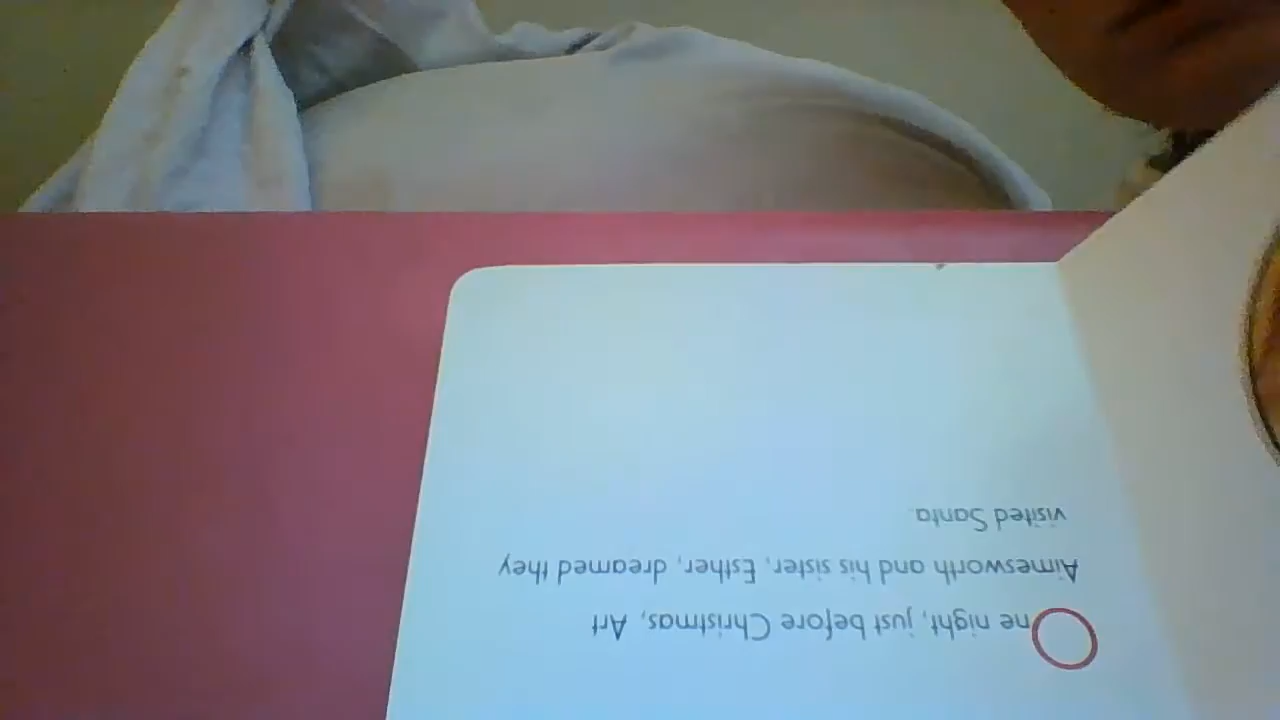 One night, just before Christmas, Art
Aimesworth and his sister, Esther, dreamed they
visited Santa.